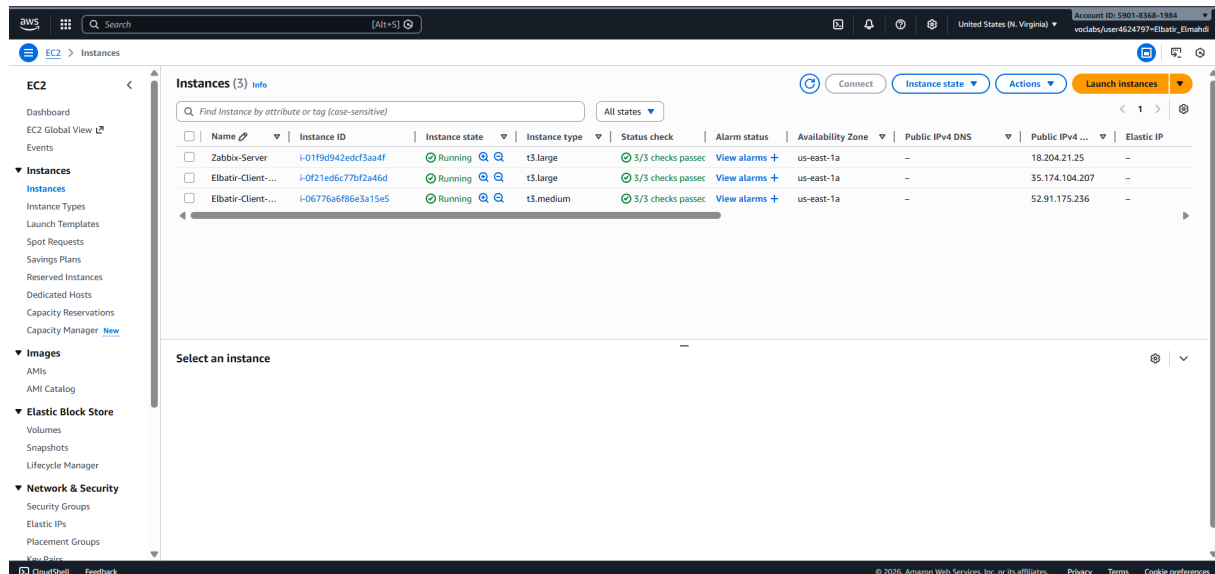 aws Search [Alt+S] United States (N. Virginia) Account ID: 5901-8368-1984
voclabs/user4624797=Elbatir_Elmahdi
EC2 > Instances
EC2
Dashboard
EC2 Global View
Events
Instances
Instances
Instance Types
Launch Templates
Spot Requests
Savings Plans
Reserved Instances
Dedicated Hosts
Capacity Reservations
Capacity Manager New
Images
AMIs
AMI Catalog
Elastic Block Store
Volumes
Snapshots
Lifecycle Manager
Network & Security
Security Groups
Elastic IPs
Placement Groups
Key Pairs
Instances (3) Info Connect Instance state Actions Launch instances
Find Instance by attribute or tag (case-sensitive) All states 1
Name Instance ID Instance state Instance type Status check Alarm status Availability Zone Public IPv4 DNS Public IPv4 ... Elastic IP
Zabbix-Server i-01f9d942edcf3aa4f Running t3.large 3/3 checks passec View alarms + us-east-1a – 18.204.21.25 –
Elbatir-Client-... i-0f21ed6c77bf2a46d Running t3.large 3/3 checks passec View alarms + us-east-1a – 35.174.104.207 –
Elbatir-Client-... i-06776a6f86e3a15e5 Running t3.medium 3/3 checks passec View alarms + us-east-1a – 52.91.175.236 –
Select an instance
CloudShell Feedback © 2026, Amazon Web Services, Inc. or its affiliates. Privacy Terms Cookie preferences